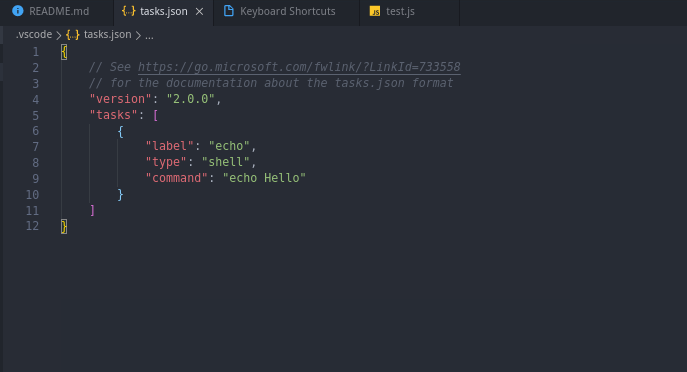 README.md {..} tasks.json × Keyboard Shortcuts JS test.js
.vscode > {..} tasks.json > ...
1 {
2 // See https://go.microsoft.com/fwlink/?LinkId=733558
3 // for the documentation about the tasks.json format
4 "version": "2.0.0",
5 "tasks": [
6 {
7 "label": "echo",
8 "type": "shell",
9 "command": "echo Hello"
10 }
11 ]
12 }